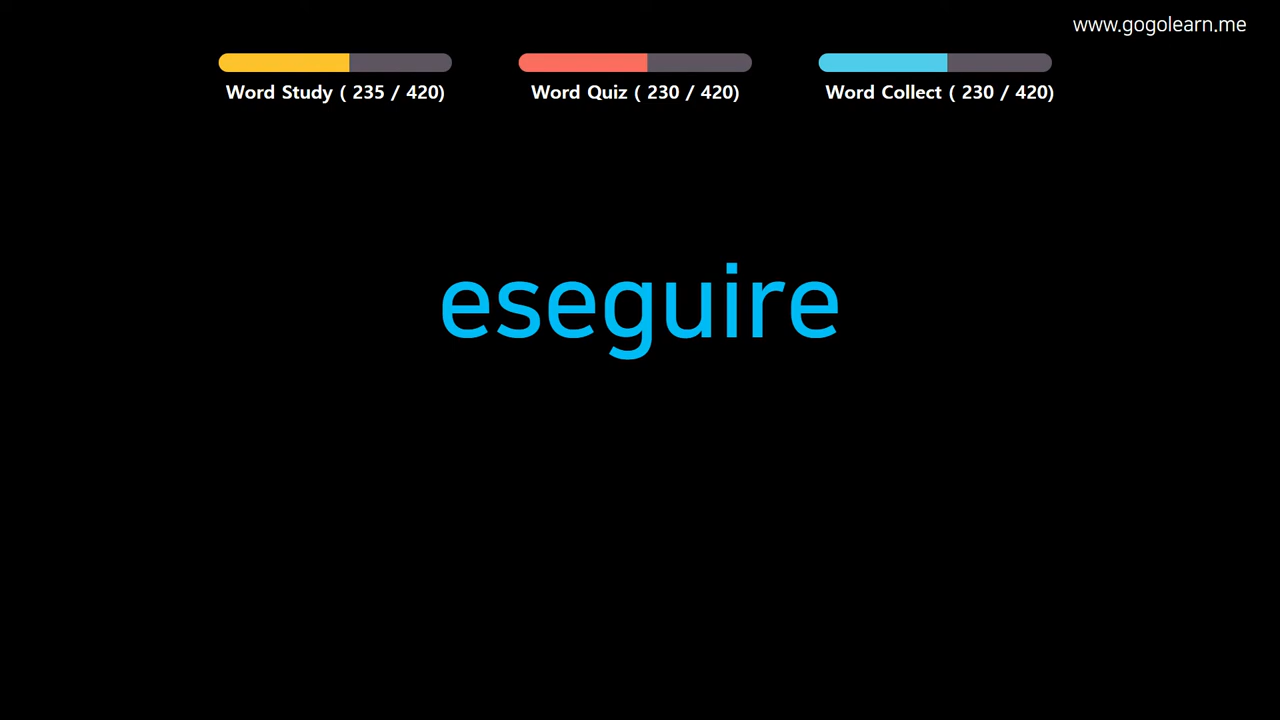 www.gogolearn.me
Word Study ( 235 / 420)
Word Quiz ( 230 / 420)
Word Collect ( 230 / 420)
eseguire